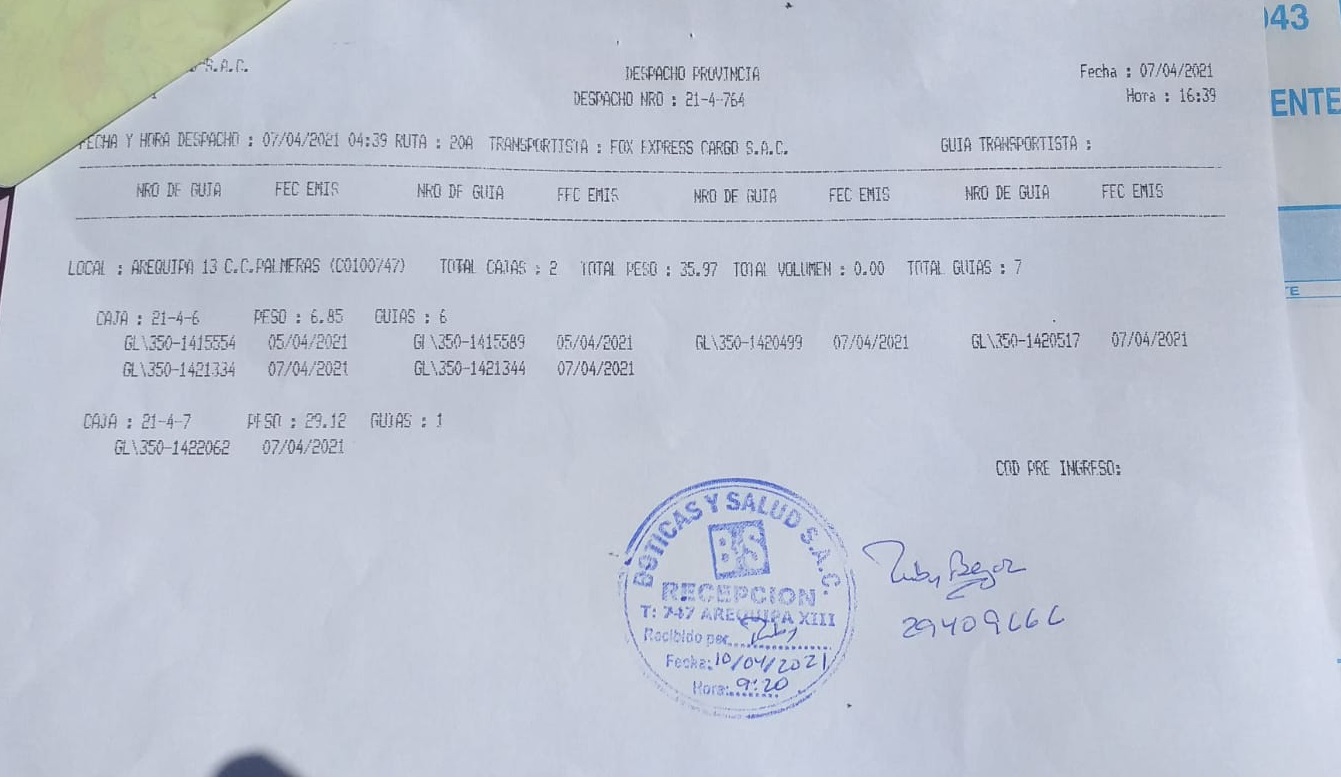 S.A.C.
DESPACHO PROVINCIA
Fecha : 07/04/2021
DESPACHO NRO : 21-4-764
Hora : 16:39
FECHA Y HORA DESPACHO : 07/04/2021 04:39 RUTA : 20A TRANSPORTISTA : FOX EXPRESS CARGO S.A.C. GUIA TRANSPORTISTA :
NRO DE GUIA FEC EMIS NRO DE GUIA FEC EMIS NRO DE GUIA FEC EMIS NRO DE GUIA FEC EMIS
LOCAL : AREQUIPA 13 C.C.PALMERAS (C0100747) TOTAL CAJAS : 2 TOTAL PESO : 35.97 TOTAL VOLUMEN : 0.00 TOTAL GUIAS : 7
CAJA : 21-4-6 PESO : 6.85 GUIAS : 6
GL\350-1415554 05/04/2021 GL\350-1415589 05/04/2021 GL\350-1420499 07/04/2021 GL\350-1420517 07/04/2021
GL\350-1421334 07/04/2021 GL\350-1421344 07/04/2021
CAJA : 21-4-7 PESO : 29.12 GUIAS : 1
GL\350-1422062 07/04/2021
COD PRE INGRESO:
BOTICAS Y SALUD S.A.C.
BS
RECEPCION
T: 747 AREQUIPA XIII
Recibido por
Fecha: 10/04/2021
Hora: 9:20
043
ENTE
TE